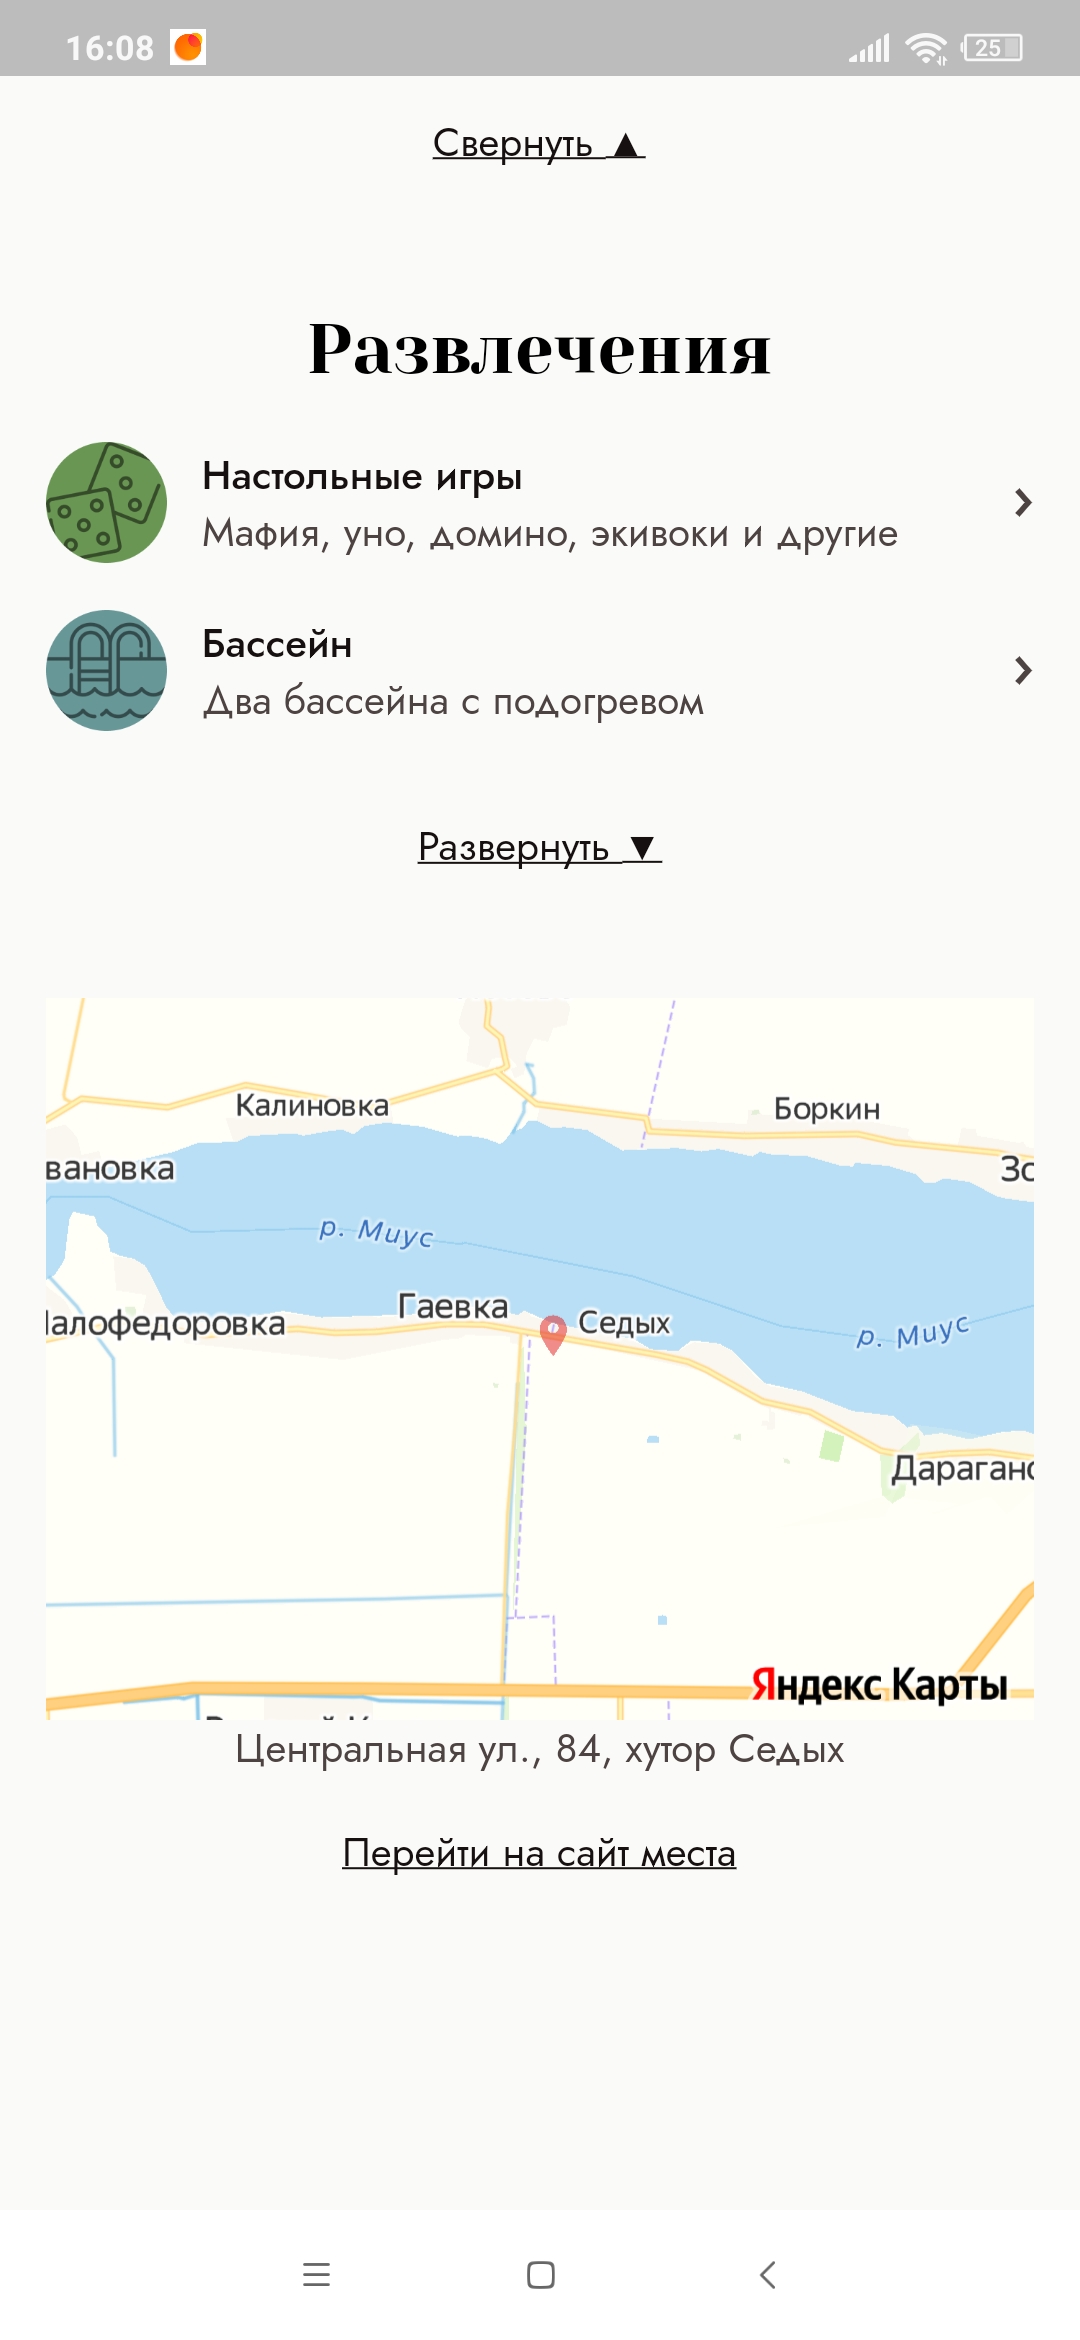 16:08
25
Свернуть ▲
Развлечения
Настольные игры
Мафия, уно, домино, экивоки и другие
Бассейн
Два бассейна с подогревом
Развернуть ▼
Калиновка
Боркин
вановка
Зо
р. Миус
Гаевка
Седых
алофедоровка
р. Миус
Дараган
Яндекс Карты
Центральная ул., 84, хутор Седых
Перейти на сайт места